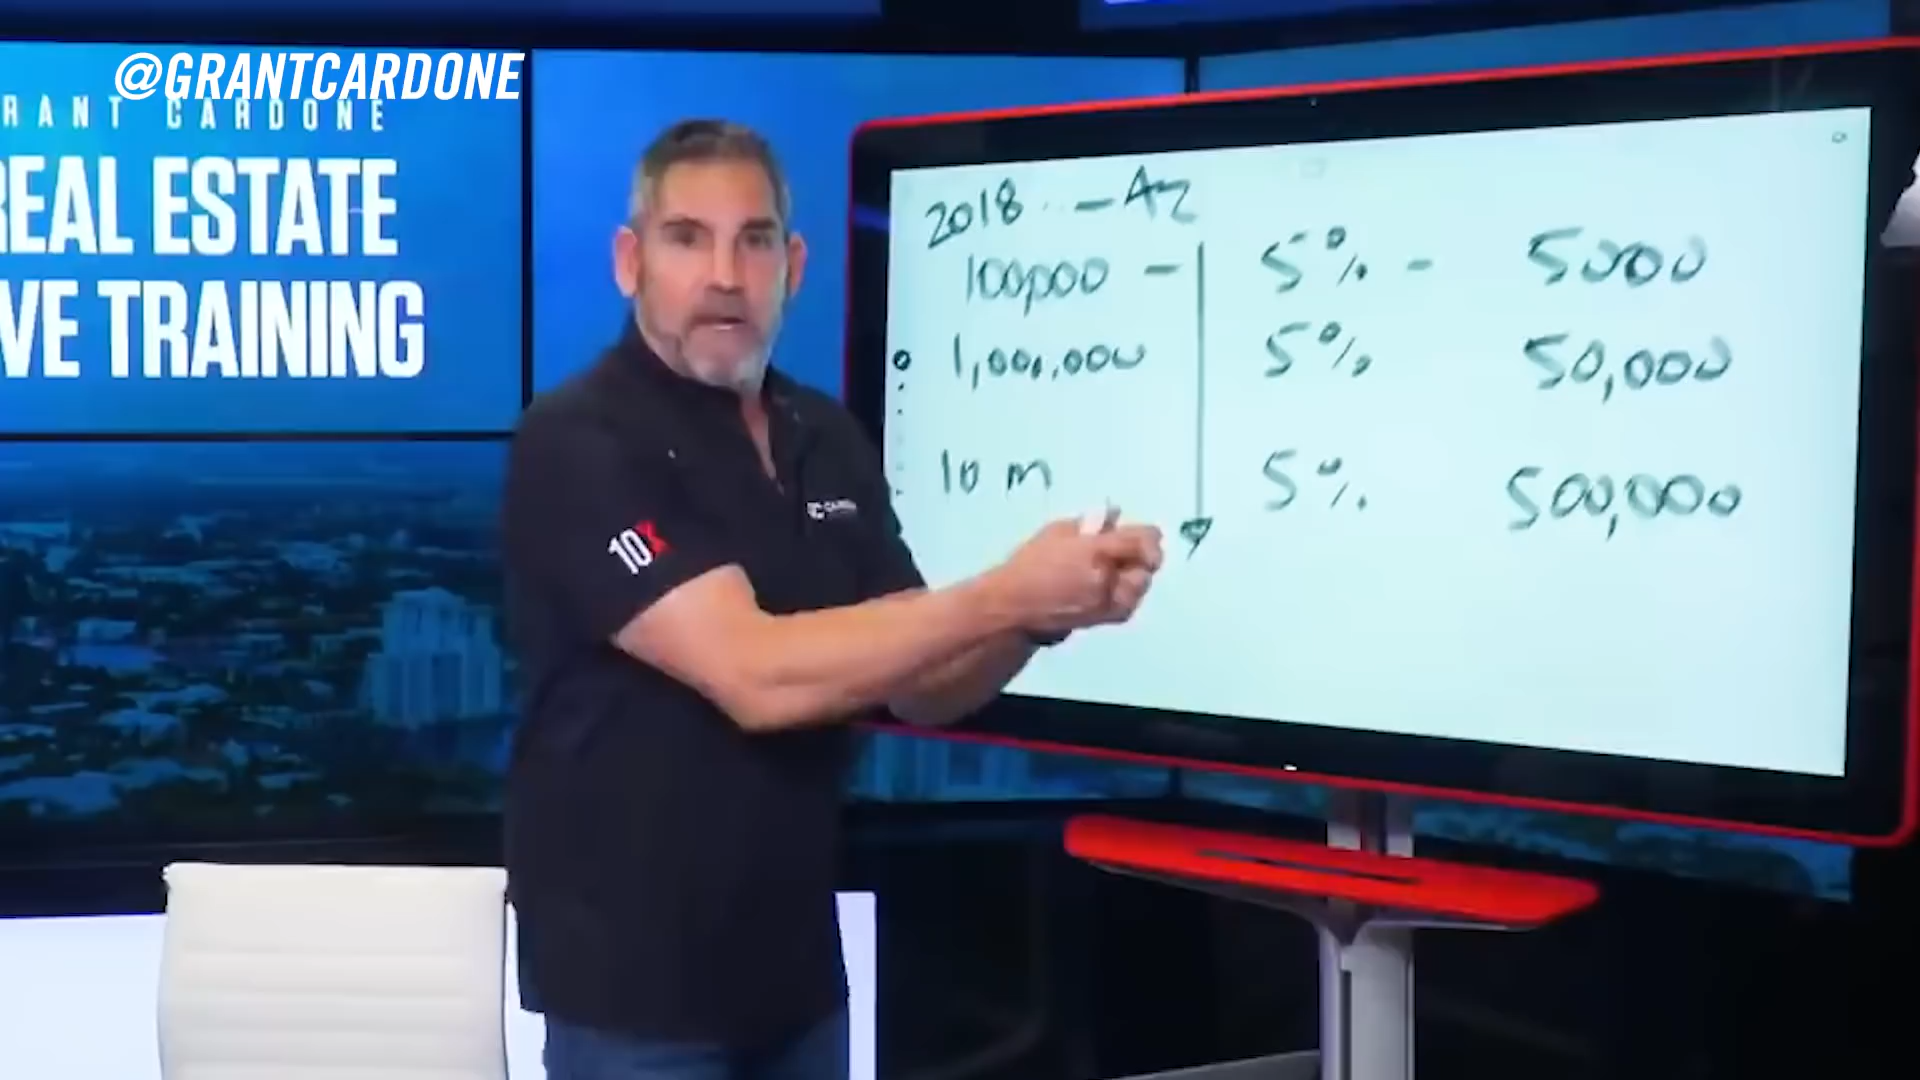 @GRANTCARDONE
RANT CARDONE
REAL ESTATE
VE TRAINING
10X
2018 - AZ
100,000 - 5% - 5000
1,000,000 5% 50,000
10 m 5% 500,000